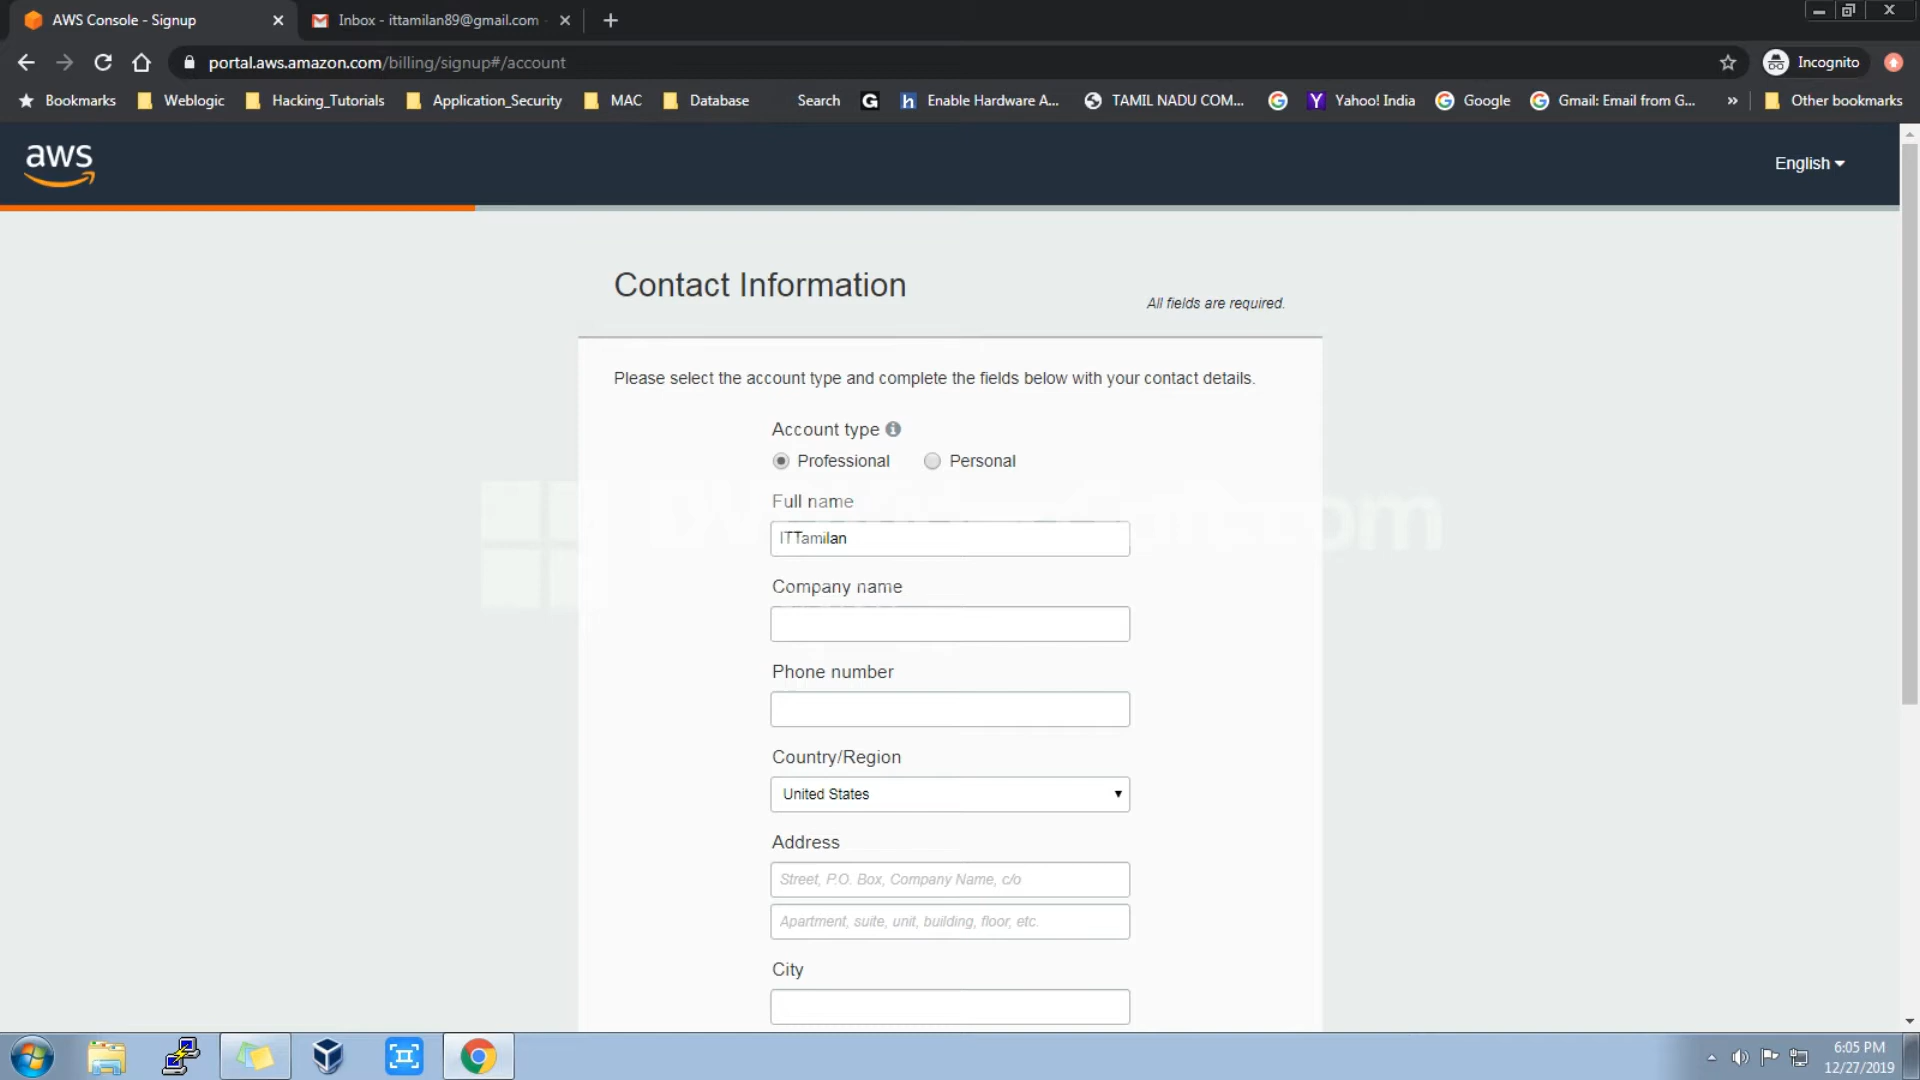 AWS Console - Signup
Inbox - ittamilan89@gmail.com
portal.aws.amazon.com/billing/signup#/account
Incognito
Bookmarks
Weblogic
Hacking_Tutorials
Application_Security
MAC
Database
Search
G
h
Enable Hardware A...
TAMIL NADU COM...
Yahoo! India
Google
Gmail: Email from G...
»
Other bookmarks
aws
English
Contact Information
All fields are required.
Please select the account type and complete the fields below with your contact details.
Account type
Professional
Personal
Full name
ITTamilan
Company name
Phone number
Country/Region
United States
Address
Street, P.O. Box, Company Name, c/o
Apartment, suite, unit, building, floor, etc.
City
6:05 PM
12/27/2019